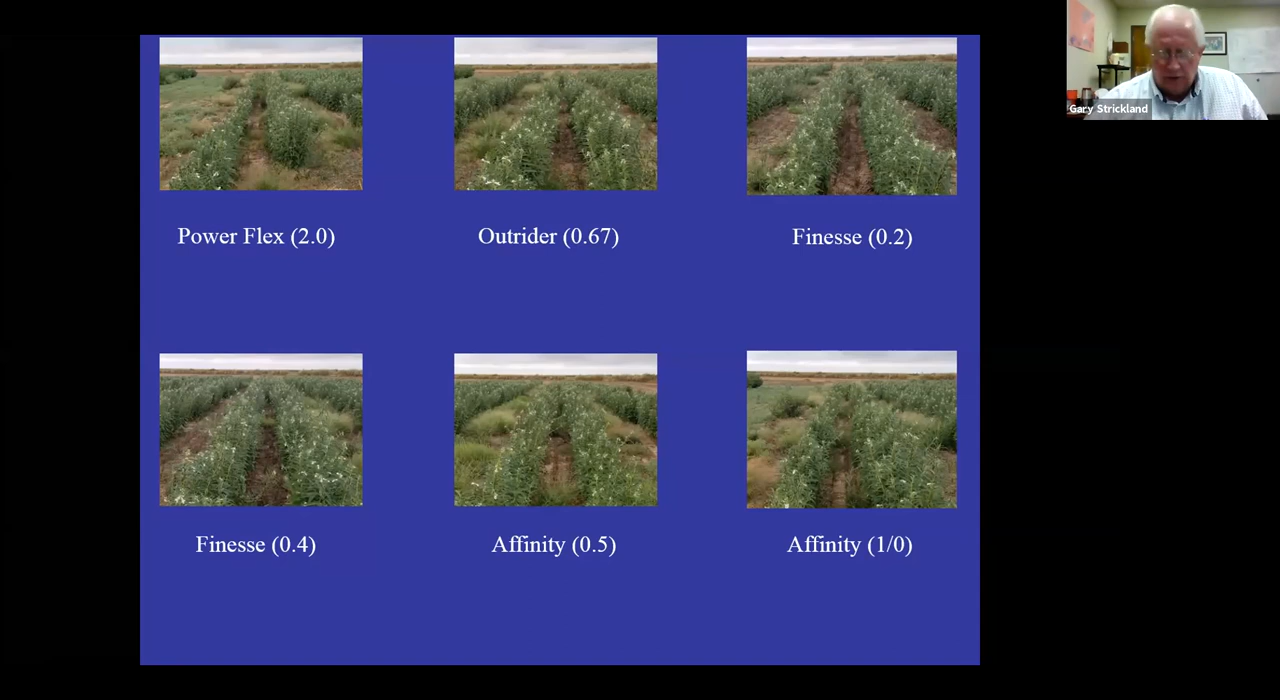 Gary Strickland
Power Flex (2.0)
Outrider (0.67)
Finesse (0.2)
Finesse (0.4)
Affinity (0.5)
Affinity (1/0)